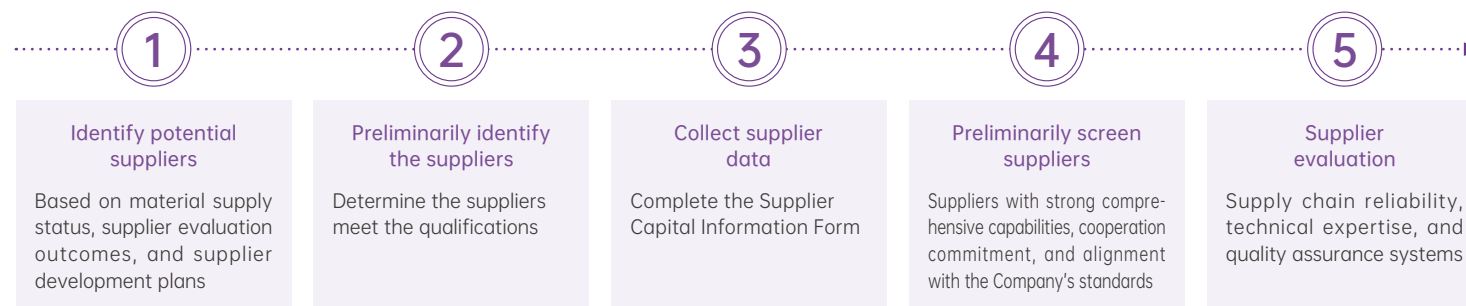 1
Identify potential
suppliers
Based on material supply
status, supplier evaluation
outcomes, and supplier
development plans
2
Preliminarily identify
the suppliers
Determine the suppliers
meet the qualifications
3
Collect supplier
data
Complete the Supplier
Capital Information Form
4
Preliminarily screen
suppliers
Suppliers with strong compre-
hensive capabilities, cooperation
commitment, and alignment
with the Company's standards
5
Supplier
evaluation
Supply chain reliability,
technical expertise, and
quality assurance systems